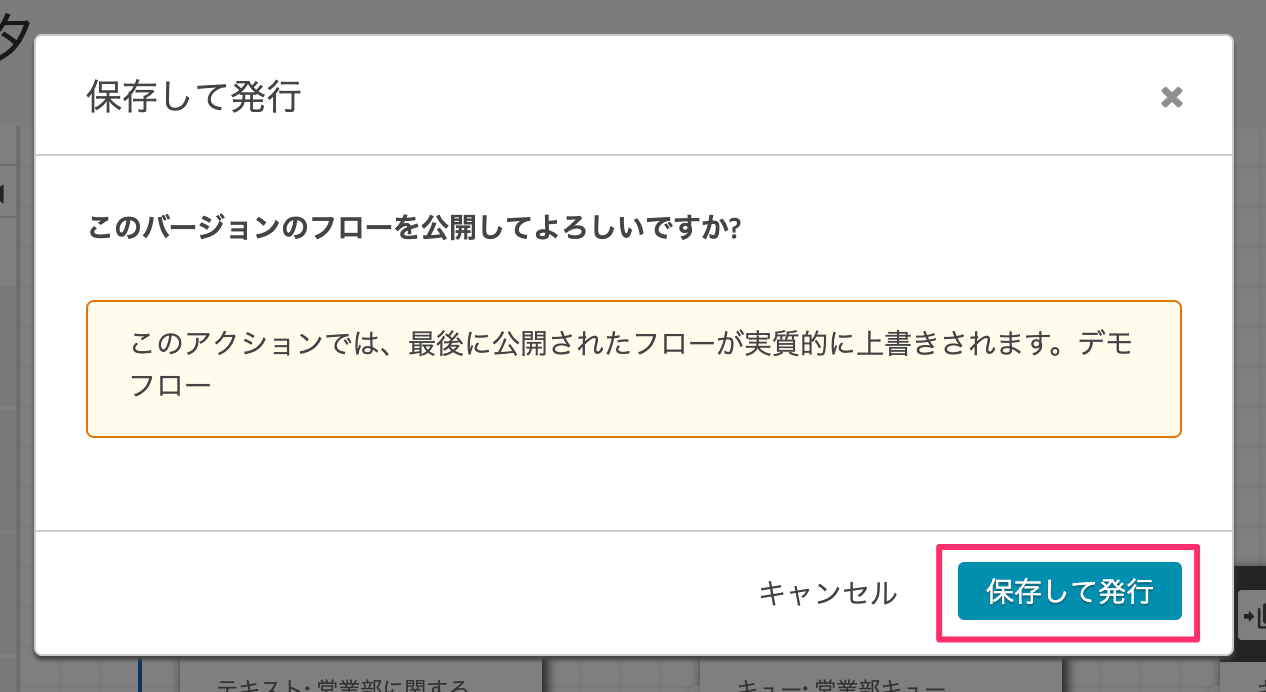 タ
保存して発行
このバージョンのフローを公開してよろしいですか?
このアクションでは、最後に公開されたフローが実質的に上書きされます。デモ
フロー
キャンセル
保存して発行
テキスト: 営業部に関する
キュー: 営業部キュー